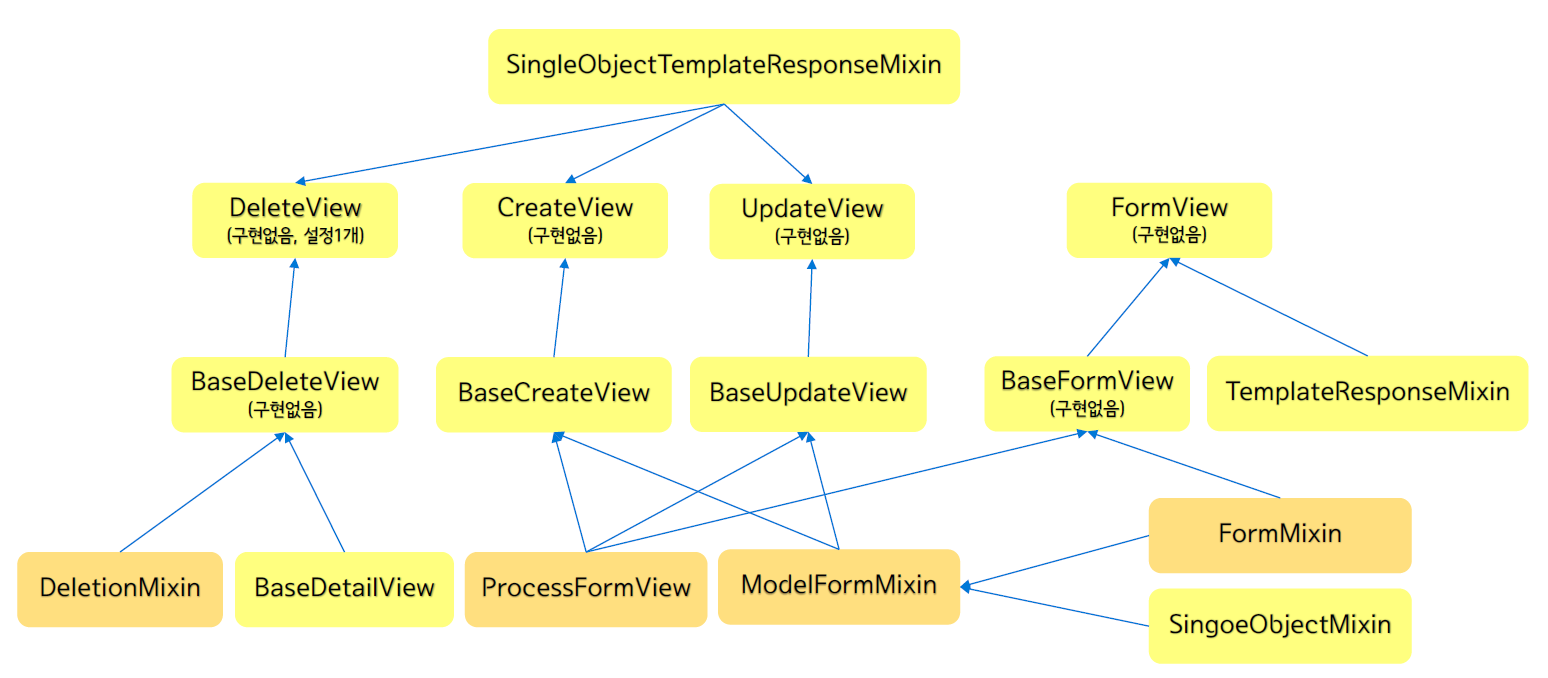 SingleObjectTemplateResponseMixin
DeleteView
(구현없음, 설정1개)
CreateView
(구현없음)
UpdateView
(구현없음)
FormView
(구현없음)
BaseDeleteView
(구현없음)
BaseCreateView
BaseUpdateView
BaseFormView
(구현없음)
TemplateResponseMixin
DeletionMixin
BaseDetailView
ProcessFormView
ModelFormMixin
FormMixin
SingoeObjectMixin